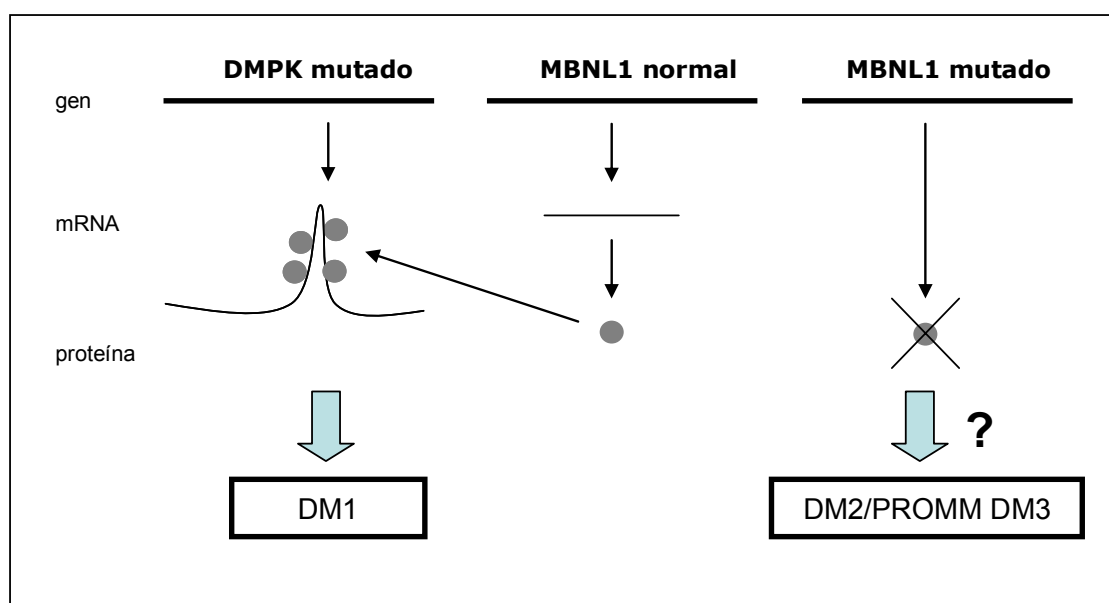 DMPK mutado MBNL1 normal MBNL1 mutado
gen
mRNA
proteína
?
DM1 DM2/PROMM DM3